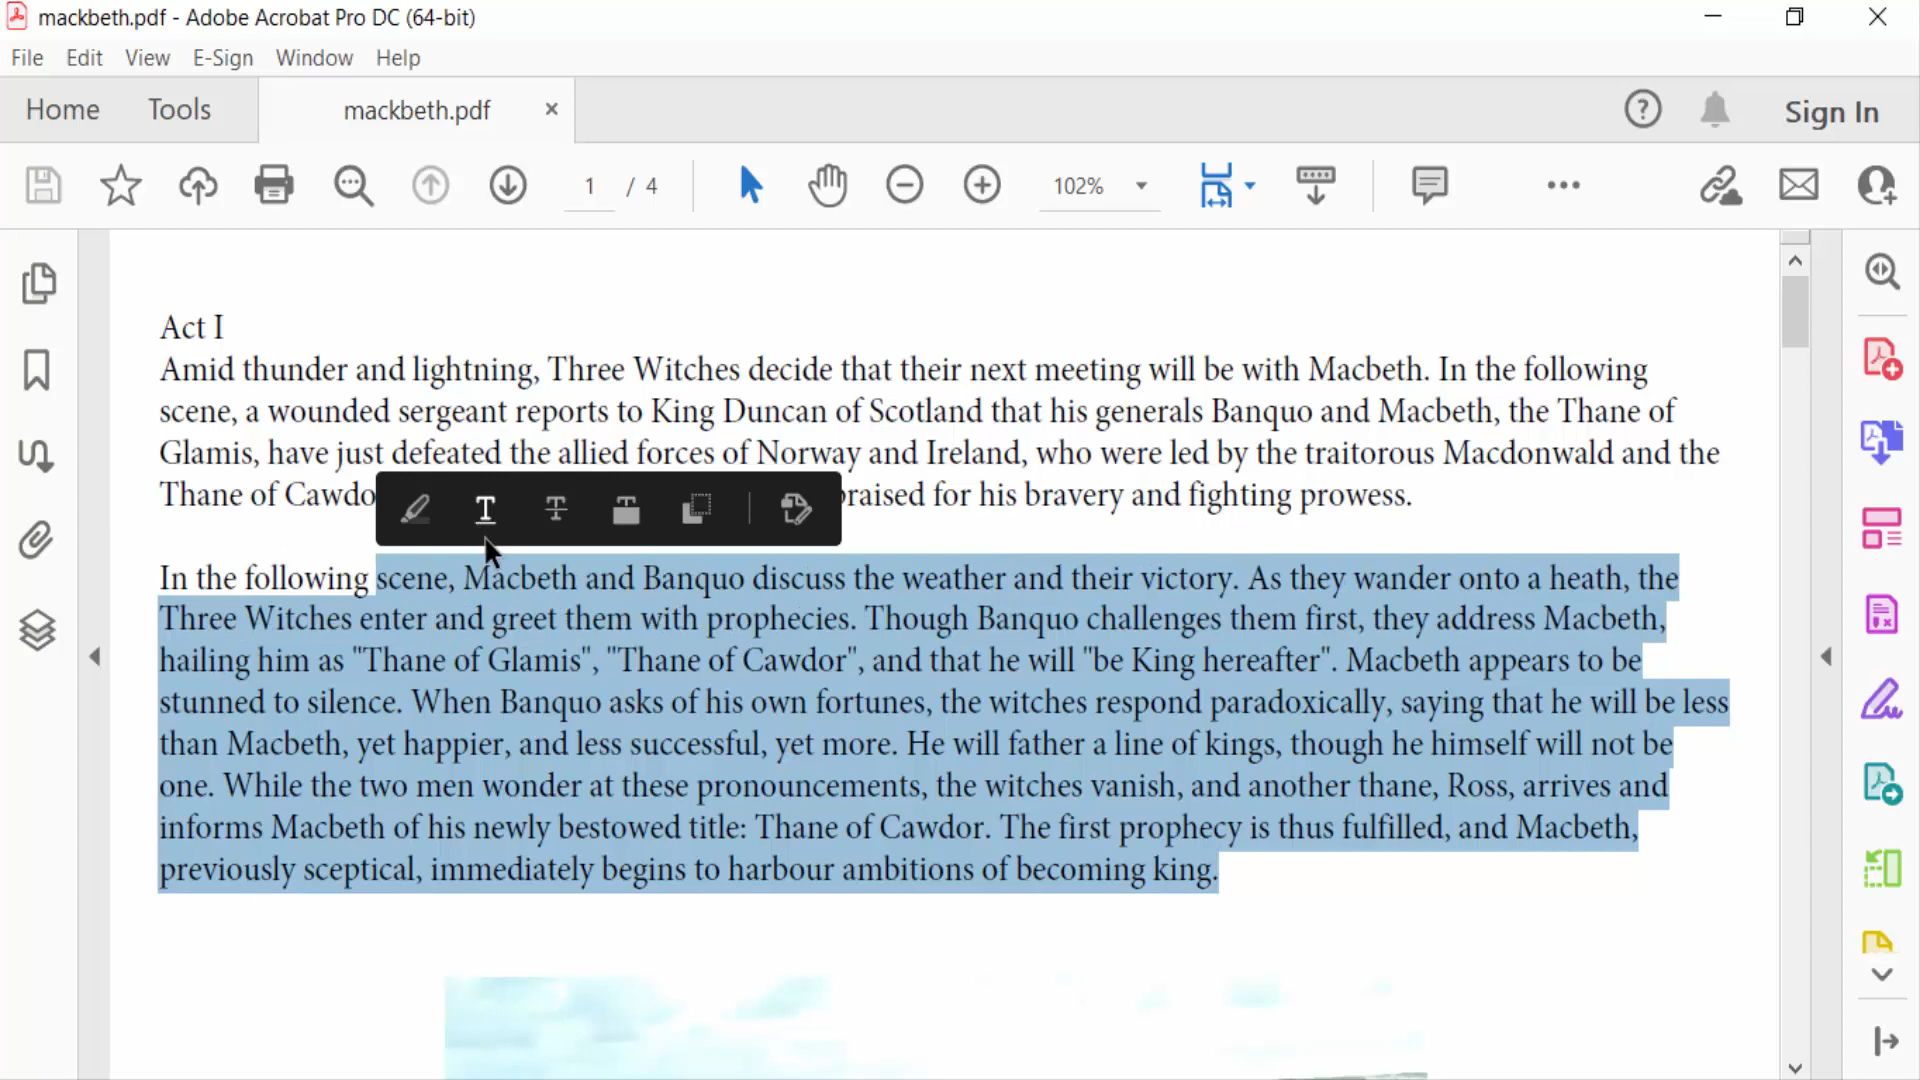 mackbeth.pdf - Adobe Acrobat Pro DC (64-bit)
File Edit View E-Sign Window Help
Home Tools mackbeth.pdf Sign In
1 / 4 102%
Act I
Amid thunder and lightning, Three Witches decide that their next meeting will be with Macbeth. In the following
scene, a wounded sergeant reports to King Duncan of Scotland that his generals Banquo and Macbeth, the Thane of
Glamis, have just defeated the allied forces of Norway and Ireland, who were led by the traitorous Macdonwald and the
Thane of Cawdo praised for his bravery and fighting prowess.
In the following scene, Macbeth and Banquo discuss the weather and their victory. As they wander onto a heath, the
Three Witches enter and greet them with prophecies. Though Banquo challenges them first, they address Macbeth,
hailing him as "Thane of Glamis", "Thane of Cawdor", and that he will "be King hereafter". Macbeth appears to be
stunned to silence. When Banquo asks of his own fortunes, the witches respond paradoxically, saying that he will be less
than Macbeth, yet happier, and less successful, yet more. He will father a line of kings, though he himself will not be
one. While the two men wonder at these pronouncements, the witches vanish, and another thane, Ross, arrives and
informs Macbeth of his newly bestowed title: Thane of Cawdor. The first prophecy is thus fulfilled, and Macbeth,
previously sceptical, immediately begins to harbour ambitions of becoming king.